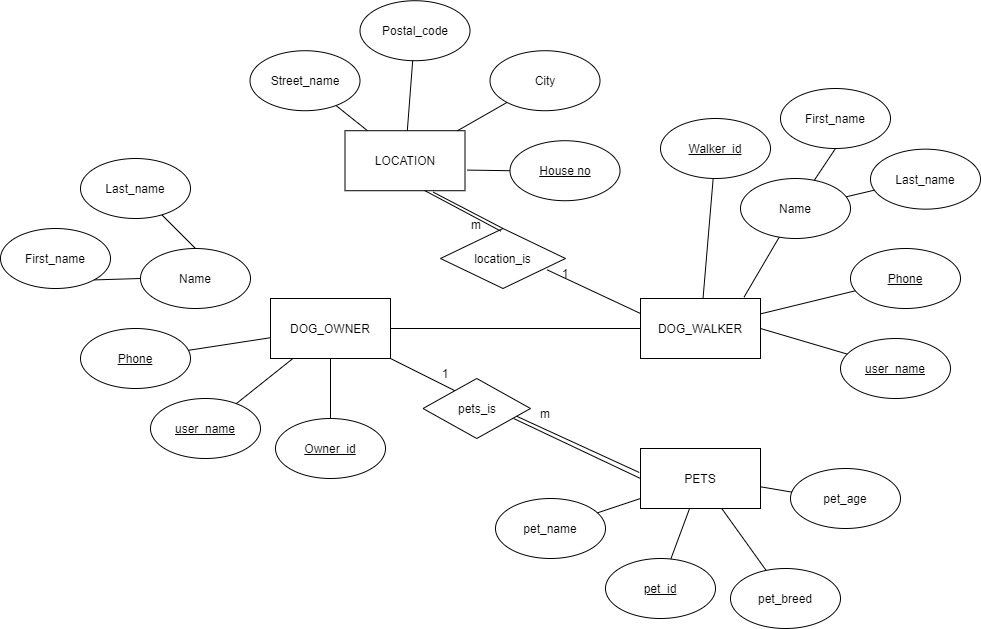 Postal_code
Street_name
City
LOCATION
House no
First_name
Walker_id
Last_name
Name
Last_name
First_name
Name
m
location_is
1
Phone
DOG_OWNER
DOG_WALKER
Phone
user_name
1
pets_is
m
user_name
Owner_id
PETS
pet_age
pet_name
pet_id
pet_breed